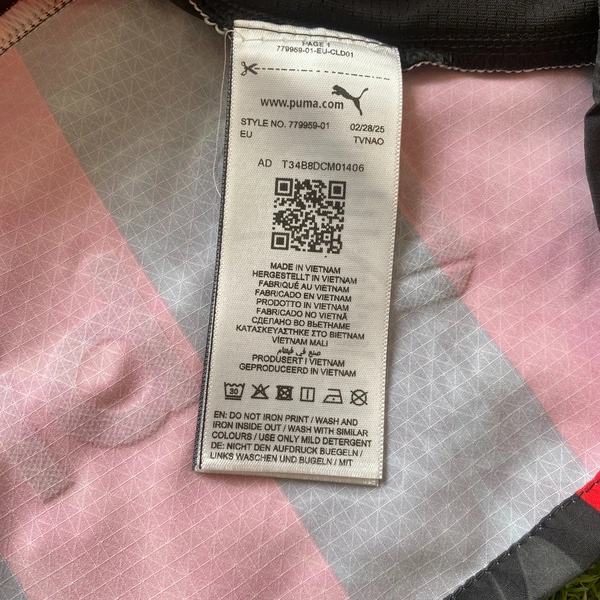 PAGE 1
779959-01-EU-CLD01
www.puma.com
STYLE NO. 779959-01 02/28/25
EU TVNAO
AD T34B8DCM01406
MADE IN VIETNAM
HERGESTELLT IN VIETNAM
FABRIQUÉ AU VIETNAM
FABRICADO EN VIETNAM
PRODOTTO IN VIETNAM
FABRICADO NO VIETNÃ
СДЕЛАНО ВО ВЬЕТНАМЕ
ΚΑΤΑΣΚΕΥΑΣΤΗΚΕ ΣΤΟ ΒΙΕΤΝΑΜ
VİETNAM MALI
صنع في فيتنام
PRODUSERT I VIETNAM
GEPRODUCEERD IN VIETNAM
30
EN: DO NOT IRON PRINT / WASH AND
IRON INSIDE OUT / WASH WITH SIMILAR
COLOURS / USE ONLY MILD DETERGENT
DE: NICHT DEN AUFDRUCK BUEGELN /
LINKS WASCHEN UND BUGELN / MIT